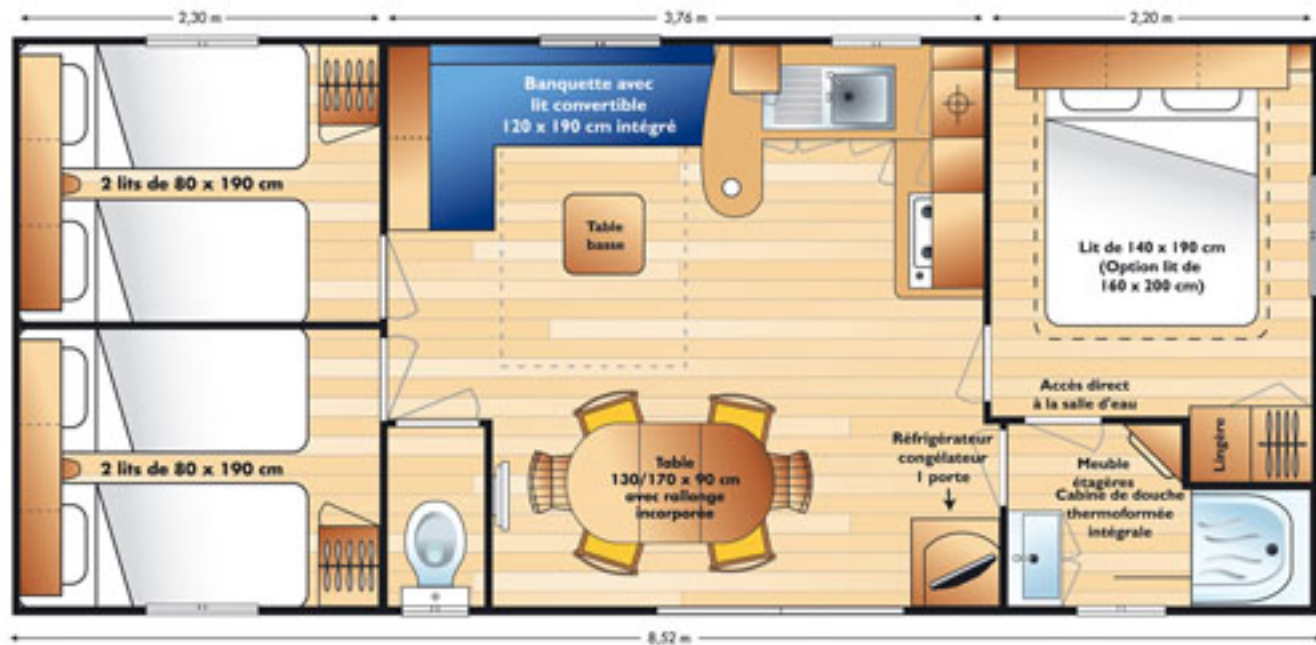 2,30 m
3,76 m
2,20 m
Banquette avec
lit convertible
120 x 190 cm intégré
2 lits de 80 x 190 cm
Table
basse
Lit de 140 x 190 cm
(Option lit de
160 x 200 cm)
Accès direct
à la salle d'eau
Réfrigérateur
congélateur
1 porte
Lingère
2 lits de 80 x 190 cm
Table
130/170 x 90 cm
avec rallonge
incorporée
Meuble
étagères
Cabine de douche
thermoformée
intégrale
8,52 m